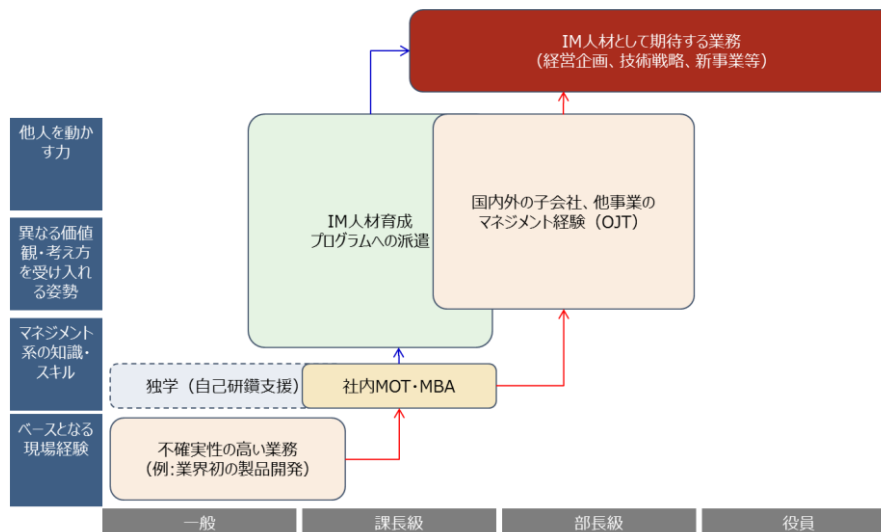 IM人材として期待する業務
（経営企画、技術戦略、新事業等）
他人を動か
す力
国内外の子会社、他事業の
マネジメント経験（OJT）
IM人材育成
プログラムへの派遣
異なる価値
観・考え方
を受け入れ
る姿勢
マネジメント
系の知識・
スキル
独学（自己研鑽支援）
社内MOT・MBA
ベースとなる
現場経験
不確実性の高い業務
（例：業界初の製品開発）
一般
課長級
部長級
役員